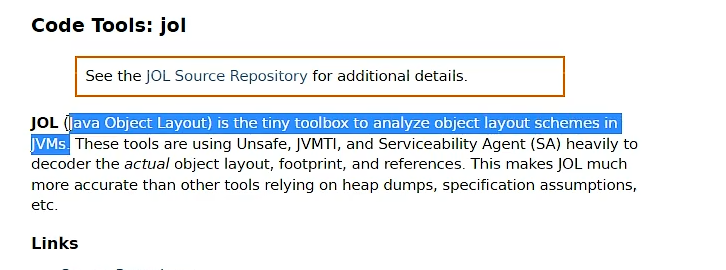 Code Tools: jol
See the JOL Source Repository for additional details.
JOL (Java Object Layout) is the tiny toolbox to analyze object layout schemes in
JVMs. These tools are using Unsafe, JVMTI, and Serviceability Agent (SA) heavily to
decoder the actual object layout, footprint, and references. This makes JOL much
more accurate than other tools relying on heap dumps, specification assumptions,
etc.
Links